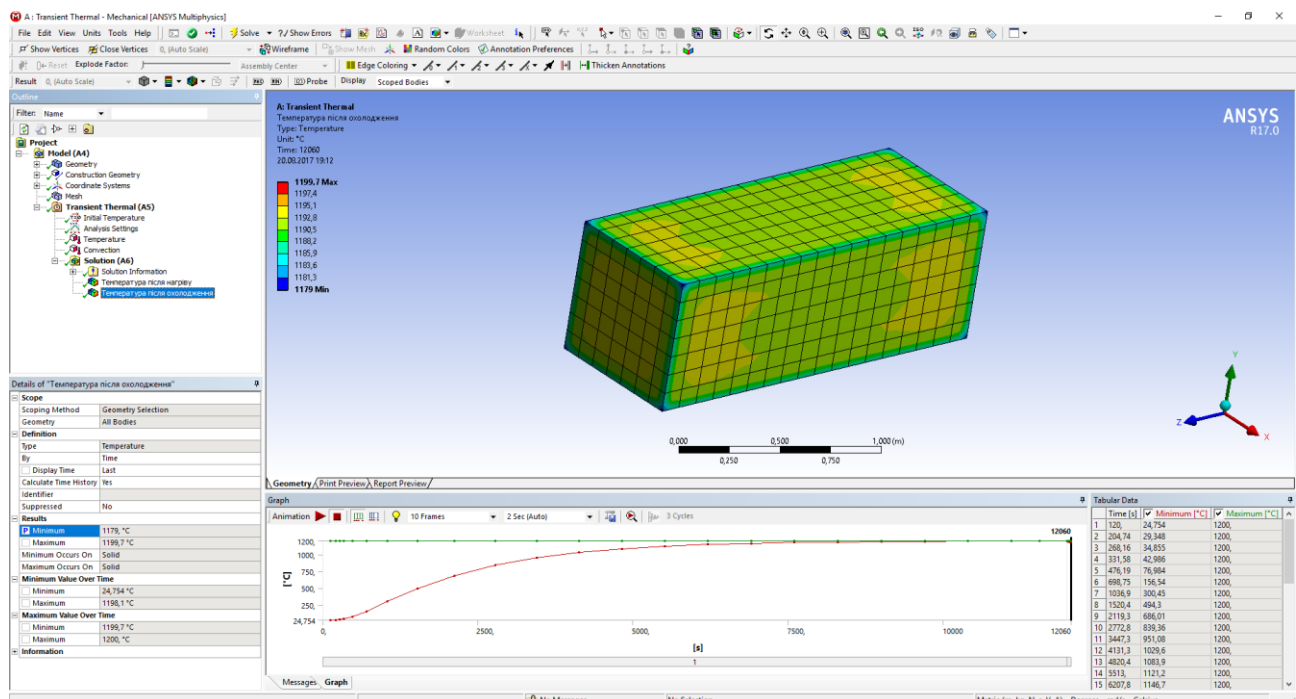 A : Transient Thermal - Mechanical [ANSYS Multiphysics]
File Edit View Units Tools Help Solve ?/ Show Errors Worksheet
Show Vertices Close Vertices 0, (Auto Scale) Wireframe Show Mesh Random Colors Annotation Preferences
Reset Explode Factor: Assembly Center Edge Coloring Thicken Annotations
Result 0, (Auto Scale) Probe Display Scoped Bodies
Outline
Filter: Name
Project
Model (A4)
Geometry
Construction Geometry
Coordinate Systems
Mesh
Transient Thermal (A5)
Initial Temperature
Analysis Settings
Temperature
Convection
Solution (A6)
Solution Information
Температура після нагріву
Температура після охолодження
Details of "Температура після охолодження"
Scope
Scoping Method Geometry Selection
Geometry All Bodies
Definition
Type Temperature
By Time
Display Time Last
Calculate Time History Yes
Identifier
Suppressed No
Results
P Minimum 1179, °C
Maximum 1199,7 °C
Minimum Occurs On Solid
Maximum Occurs On Solid
Minimum Value Over Time
Minimum 24,754 °C
Maximum 1198,1 °C
Maximum Value Over Time
Minimum 1199,7 °C
Maximum 1200, °C
Information
A: Transient Thermal
Температура після охолодження
Type: Temperature
Unit: °C
Time: 12060
20.08.2017 19:12
1199,7 Max
1197,4
1195,1
1192,8
1190,5
1188,2
1185,9
1183,6
1181,3
1179 Min
ANSYS
R17.0
Y
Z
X
0,000 0,500 1,000 (m)
0,250 0,750
Geometry Print Preview Report Preview
Graph
Animation 10 Frames 2 Sec (Auto) 3 Cycles
12060
1200,
1000,
750,
500,
250,
24,754
[°C]
0, 2500, 5000, 7500, 10000 12060
[s]
1
Messages Graph
Tabular Data
Time [s] Minimum [°C] Maximum [°C]
1 120, 24,754 1200,
2 204,74 29,348 1200,
3 268,16 34,855 1200,
4 331,58 42,986 1200,
5 476,19 76,984 1200,
6 698,75 156,54 1200,
7 1036,9 300,45 1200,
8 1520,4 494,3 1200,
9 2119,3 686,01 1200,
10 2772,8 839,36 1200,
11 3447,3 951,08 1200,
12 4131,3 1029,6 1200,
13 4820,4 1083,9 1200,
14 5513, 1121,2 1200,
15 6207,8 1146,7 1200,